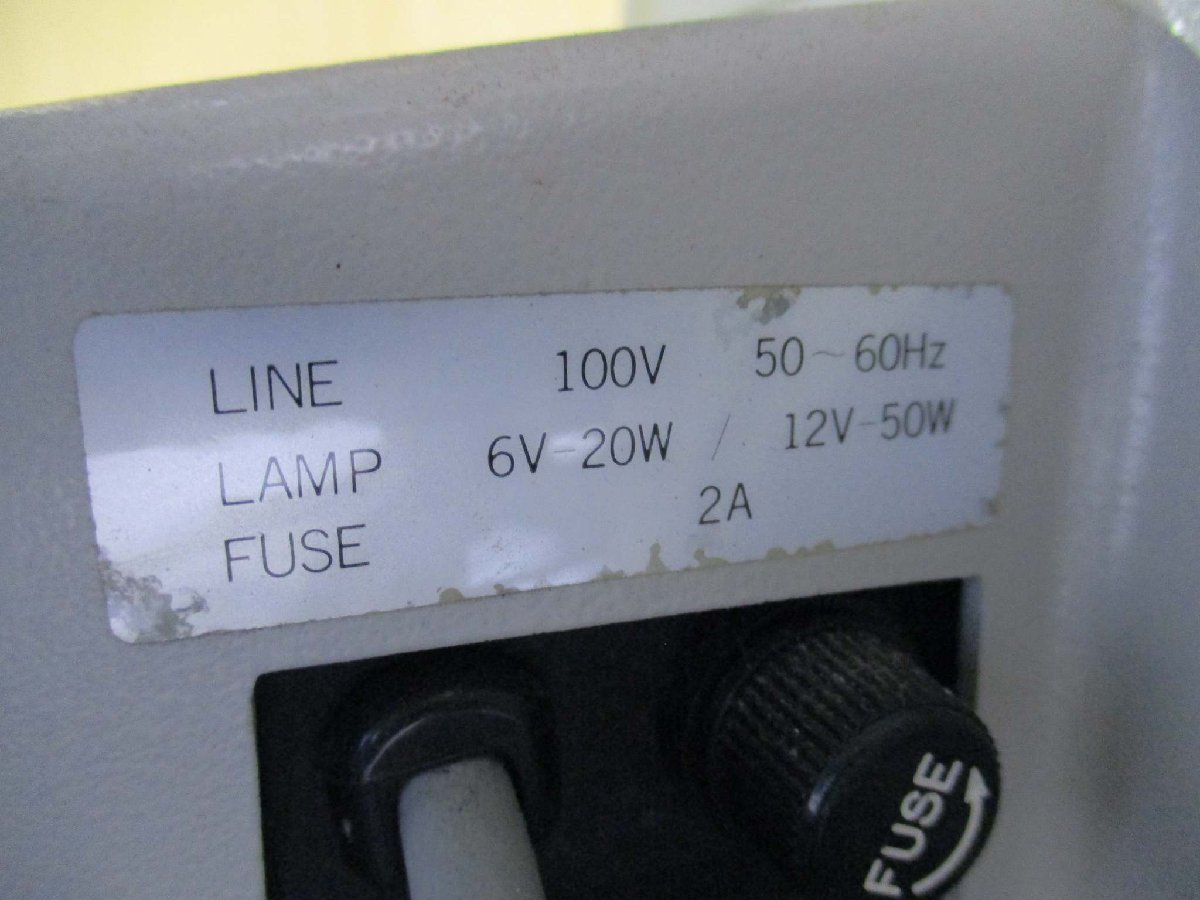 LINE 100V 50~60Hz
LAMP 6V-20W / 12V-50W
FUSE 2A
FUSE